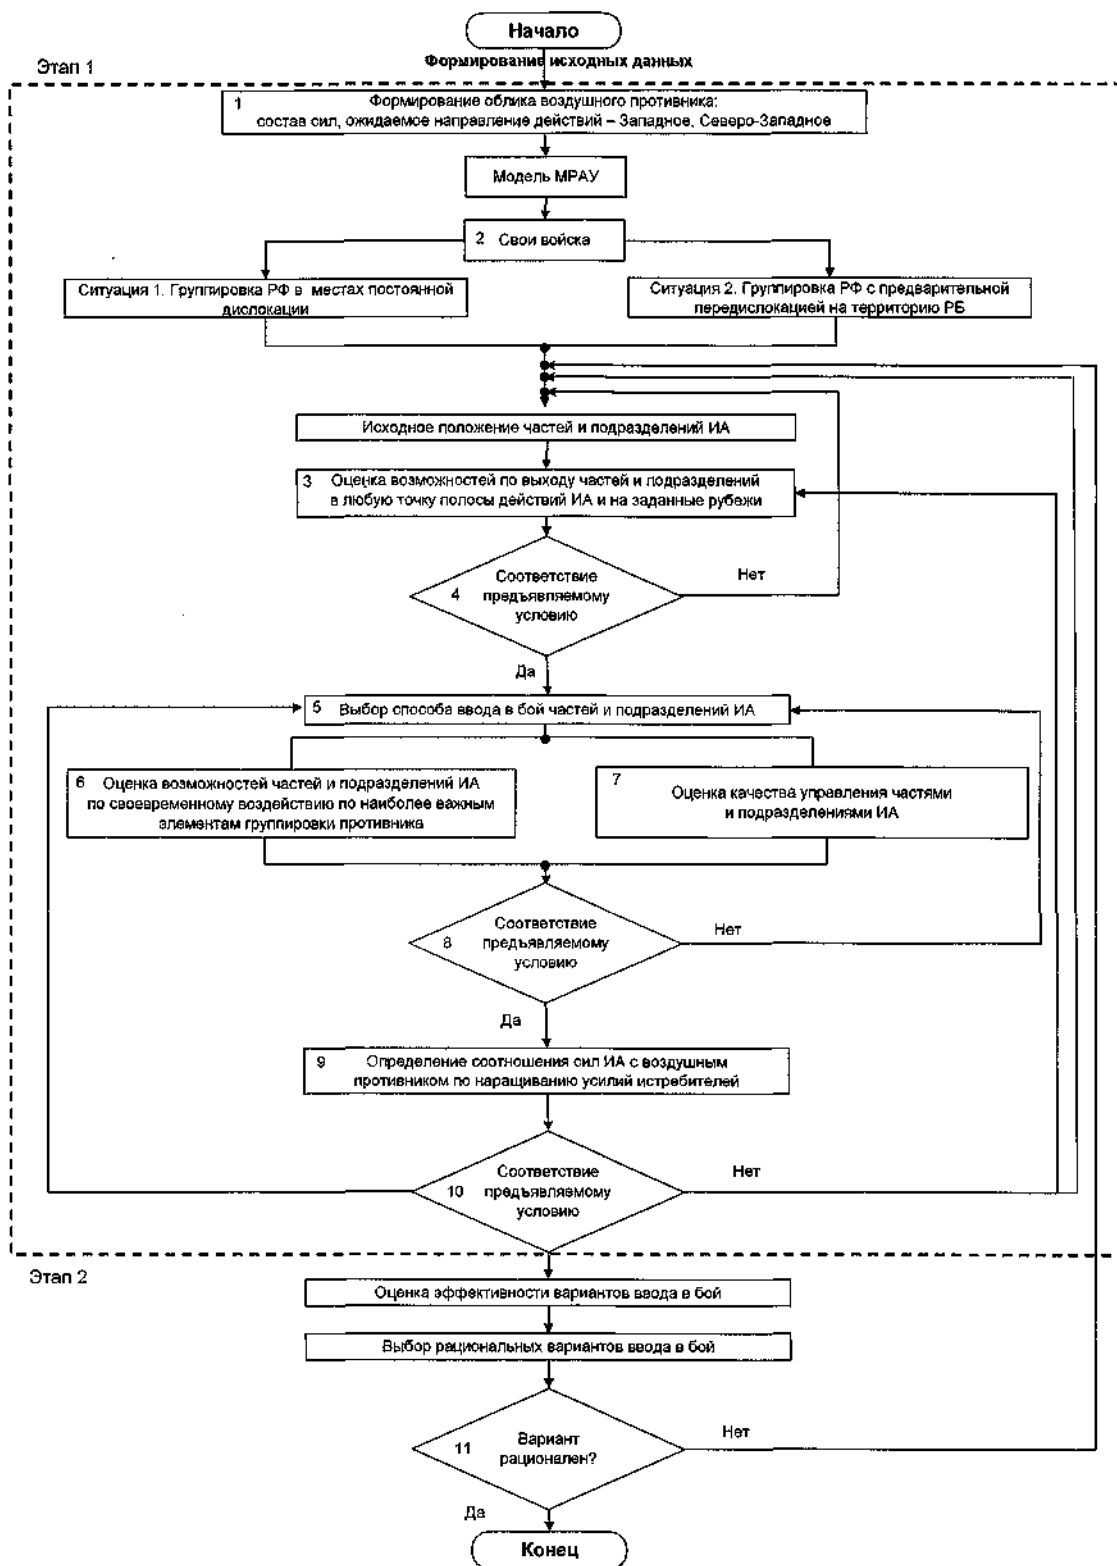 Начало
Формирование исходных данных
Этап 1
1 Формирование облика воздушного противника:
состав сил, ожидаемое направление действий – Западное, Северо-Западное
Модель МРАУ
2 Свои войска
Ситуация 1. Группировка РФ в местах постоянной
дислокации
Ситуация 2. Группировка РФ с предварительной
передислокацией на территорию РБ
Исходное положение частей и подразделений ИА
3 Оценка возможностей по выходу частей и подразделений
в любую точку полосы действий ИА и на заданные рубежи
4
Соответствие
предъявляемому
условию
Нет
Да
5 Выбор способа ввода в бой частей и подразделений ИА
6 Оценка возможностей частей и подразделений ИА
по своевременному воздействию по наиболее важным
элементам группировки противника
7
Оценка качества управления частями
и подразделениями ИА
8
Соответствие
предъявляемому
условию
Нет
Да
9 Определение соотношения сил ИА с воздушным
противником по наращиванию усилий истребителей
10
Соответствие
предъявляемому
условию
Нет
Этап 2
Оценка эффективности вариантов ввода в бой
Выбор рациональных вариантов ввода в бой
11
Вариант
рационален?
Нет
Да
Конец